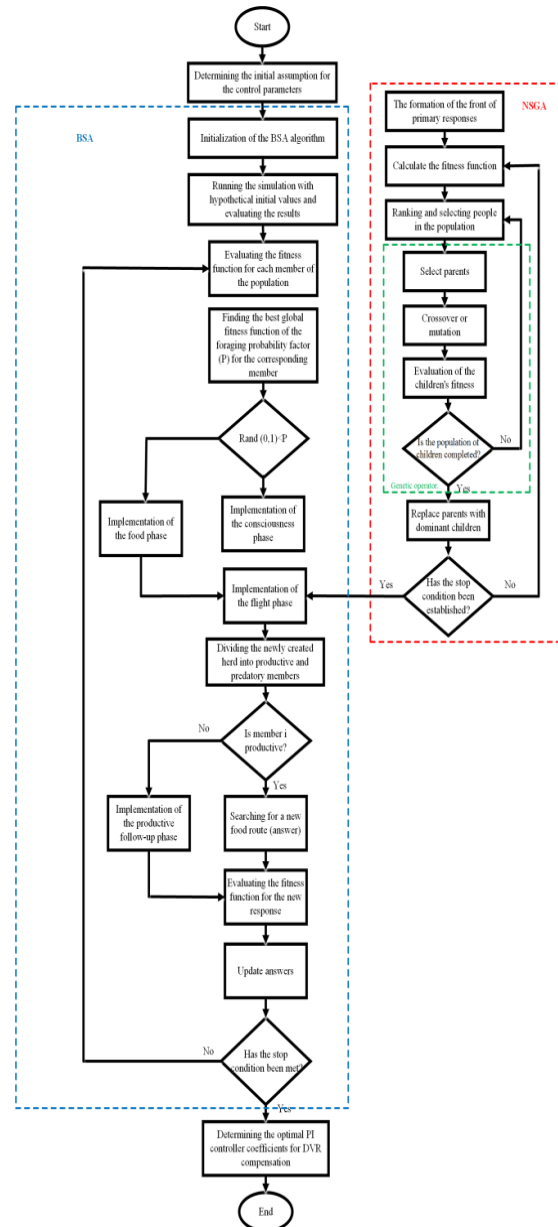 Start
Determining the initial assumption for
the control parameters
BSA
Initialization of the BSA algorithm
Running the simulation with
hypothetical initial values and
evaluating the results
Evaluating the fitness
function for each member of
the population
Finding the best global
fitness function of the
foraging probability factor
(P) for the corresponding
member
Rand (0,1)<P
Implementation of
the food phase
Implementation of
the consciousness
phase
Implementation of
the flight phase
Dividing the newly created
herd into productive and
predatory members
Is member i
productive?
No
Yes
Implementation of
the productive
follow-up phase
Searching for a new
food route (answer)
Evaluating the fitness
function for the new
response
Update answers
Has the stop
condition been met?
No
Yes
Determining the optimal PI
controller coefficients for DVR
compensation
End
NSGA
The formation of the front of
primary responses
Calculate the fitness function
Ranking and selecting people
in the population
Select parents
Crossover or
mutation
Evaluation of the
children's fitness
Is the population of
children completed?
No
Genetic operator
Yes
Replace parents with
dominant children
Has the stop
condition been
established?
Yes
No